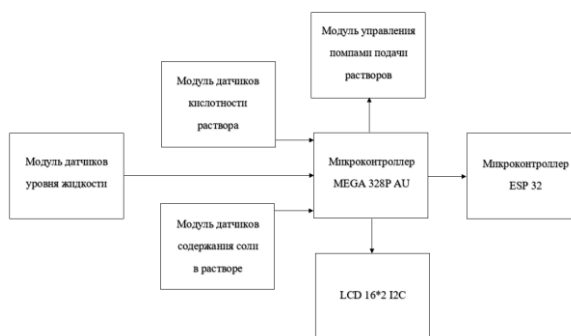 Модуль управления
помпами подачи
растворов
Модуль датчиков
кислотности
раствора
Модуль датчиков
уровня жидкости
Микроконтроллер
MEGA 328P AU
Микроконтроллер
ESP 32
Модуль датчиков
содержания соли
в растворе
LCD 16*2 I2C